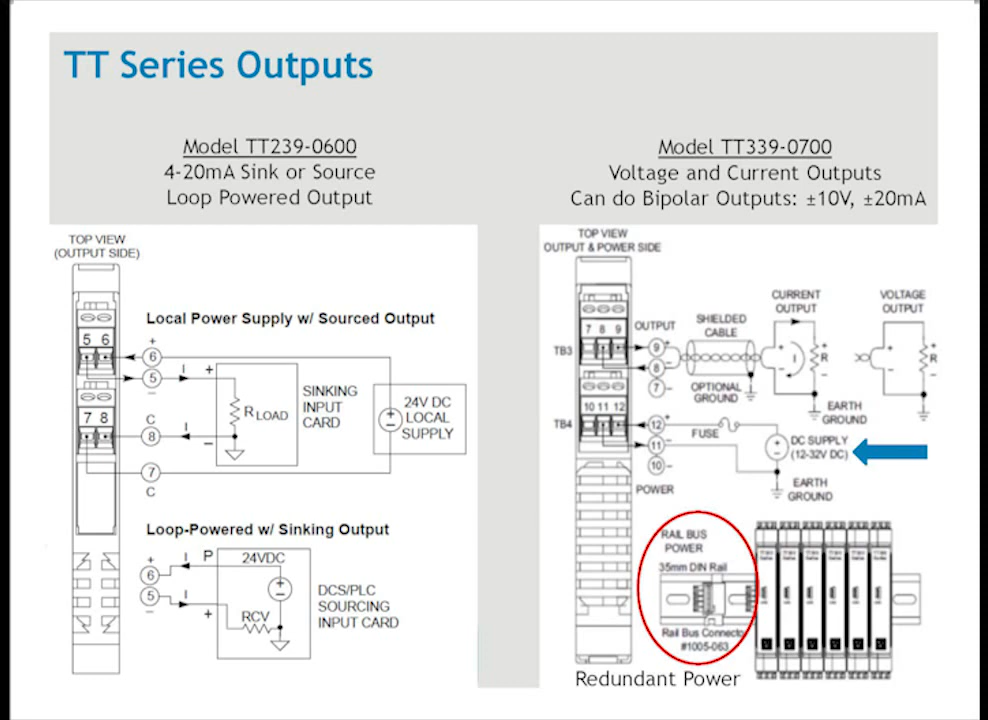 TT Series Outputs
Model TT239-0600
4-20mA Sink or Source
Loop Powered Output
Model TT339-0700
Voltage and Current Outputs
Can do Bipolar Outputs: ±10V, ±20mA
TOP VIEW
(OUTPUT SIDE)
Local Power Supply w/ Sourced Output
5 6
+
6
5
−
I
+
7 8
C
8
I
−
7
C
R LOAD
SINKING
INPUT
CARD
24V DC
LOCAL
SUPPLY
Loop-Powered w/ Sinking Output
+
6
5
−
I
P
I
+
24VDC
RCV
DCS/PLC
SOURCING
INPUT CARD
TOP VIEW
OUTPUT & POWER SIDE
7 8 9
TB3
OUTPUT
9
8
7
SHIELDED
CABLE
OPTIONAL
GROUND
CURRENT
OUTPUT
+
I
R
−
EARTH
GROUND
VOLTAGE
OUTPUT
+
R
−
10 11 12
TB4
12
11
10
FUSE
POWER
DC SUPPLY
(12-32V DC)
EARTH
GROUND
RAIL BUS
POWER
35mm DIN Rail
Rail Bus Connecto
#1005-063
Redundant Power